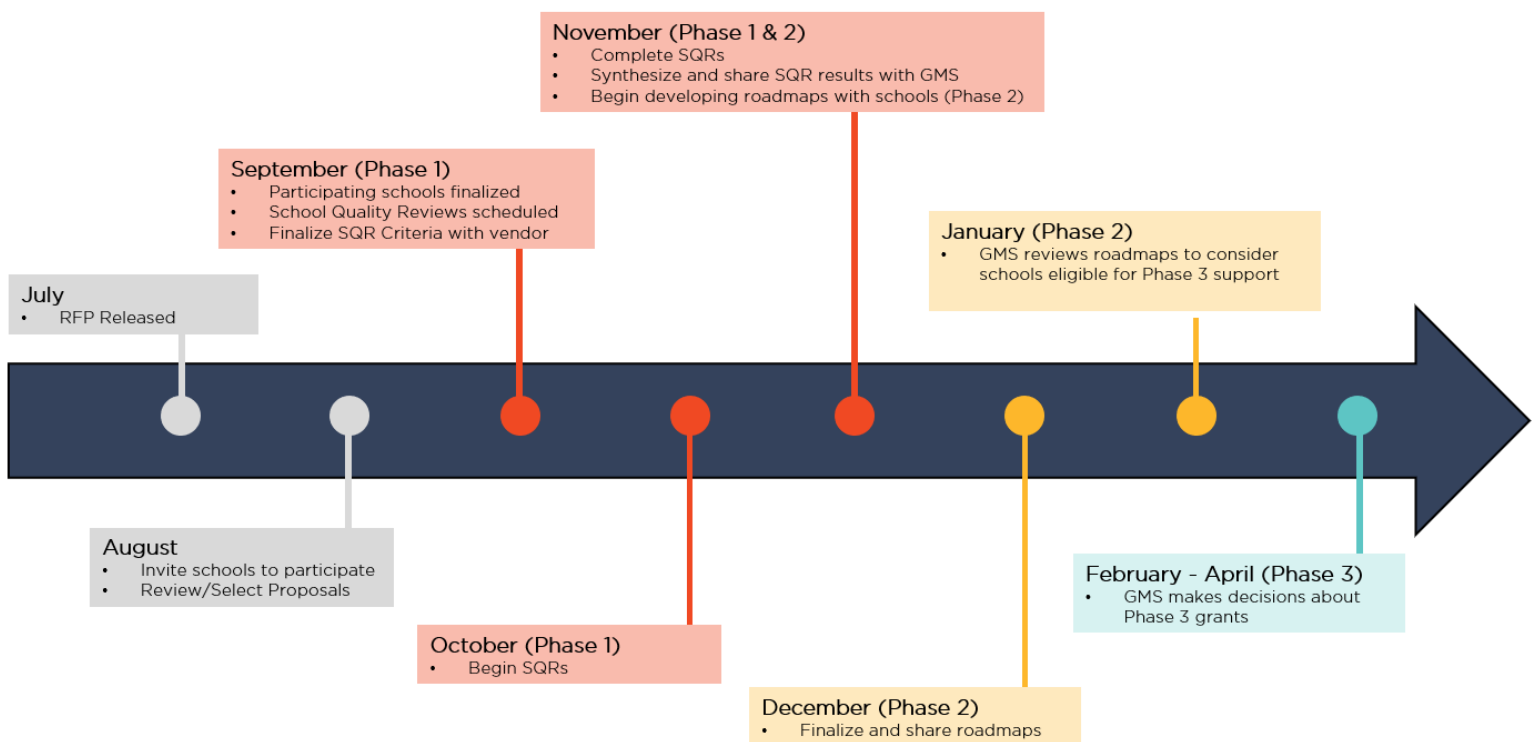 November (Phase 1 & 2)
• Complete SQRs
• Synthesize and share SQR results with GMS
• Begin developing roadmaps with schools (Phase 2)
September (Phase 1)
• Participating schools finalized
• School Quality Reviews scheduled
• Finalize SQR Criteria with vendor
January (Phase 2)
• GMS reviews roadmaps to consider
schools eligible for Phase 3 support
July
• RFP Released
August
• Invite schools to participate
• Review/Select Proposals
February - April (Phase 3)
• GMS makes decisions about
Phase 3 grants
October (Phase 1)
• Begin SQRs
December (Phase 2)
• Finalize and share roadmaps